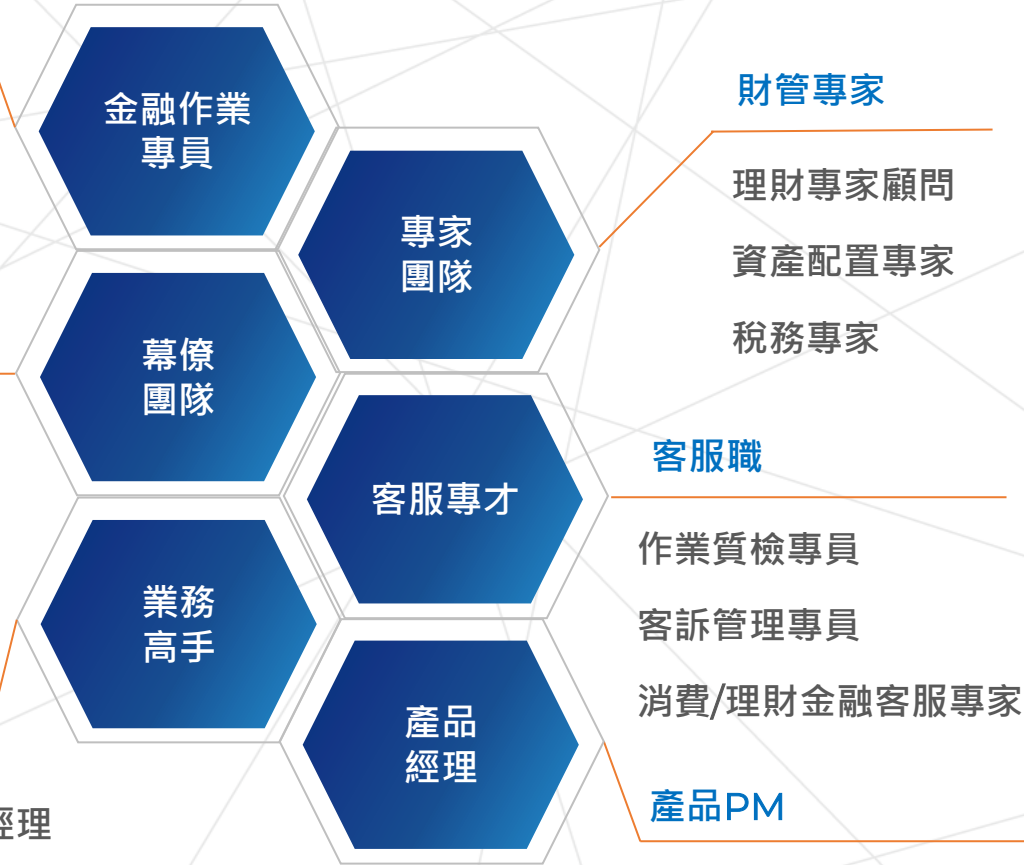 金融作業
專員
專家
團隊
幕僚
團隊
客服專才
業務
高手
產品
經理
財管專家
理財專家顧問
資產配置專家
稅務專家
客服職
作業質檢專員
客訴管理專員
消費/理財金融客服專家
產品PM
經理